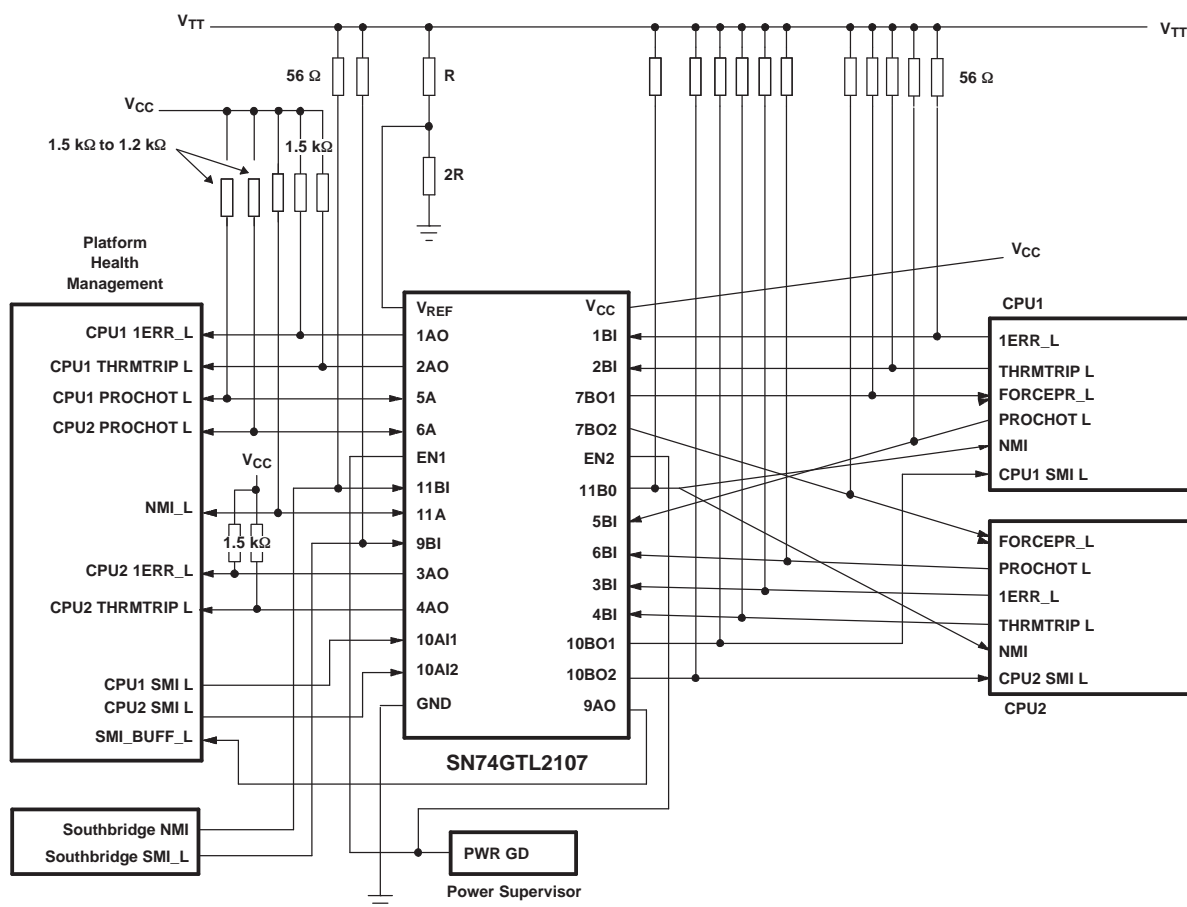 VTT
VTT
56 Ω
R
56 Ω
VCC
1.5 kΩ to 1.2 kΩ
1.5 kΩ
2R
Platform
Health
Management
VCC
CPU1
CPU1 1ERR_L
CPU1 THRMTRIP L
CPU1 PROCHOT L
CPU2 PROCHOT L
NMI_L
CPU2 1ERR_L
CPU2 THRMTRIP L
CPU1 SMI L
CPU2 SMI L
SMI_BUFF_L
VCC
1.5 kΩ
VREF
1AO
2AO
5A
6A
EN1
11BI
11A
9BI
3AO
4AO
10AI1
10AI2
GND
VCC
1BI
2BI
7BO1
7BO2
EN2
11B0
5BI
6BI
3BI
4BI
10BO1
10BO2
9AO
SN74GTL2107
1ERR_L
THRMTRIP L
FORCEPR_L
PROCHOT L
NMI
CPU1 SMI L
FORCEPR_L
PROCHOT L
1ERR_L
THRMTRIP L
NMI
CPU2 SMI L
CPU2
Southbridge NMI
Southbridge SMI_L
PWR GD
Power Supervisor